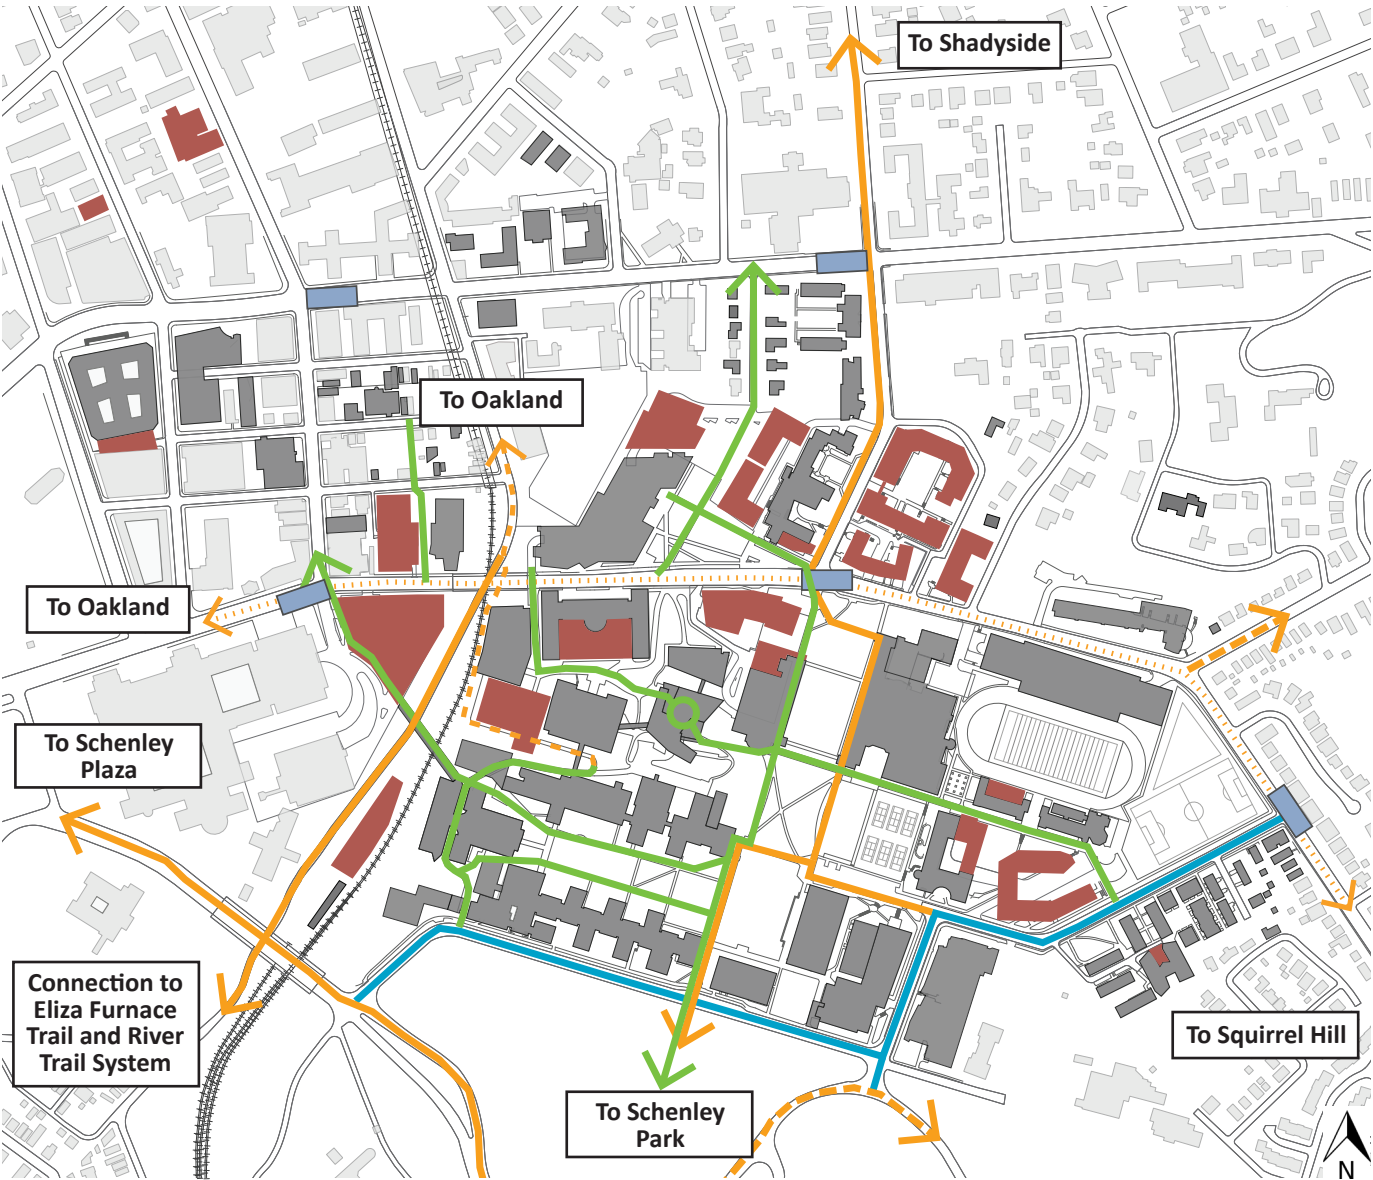 To Shadyside
To Oakland
To Oakland
To Schenley
Plaza
Connection to
Eliza Furnace
Trail and River
Trail System
To Squirrel Hill
To Schenley
Park
N